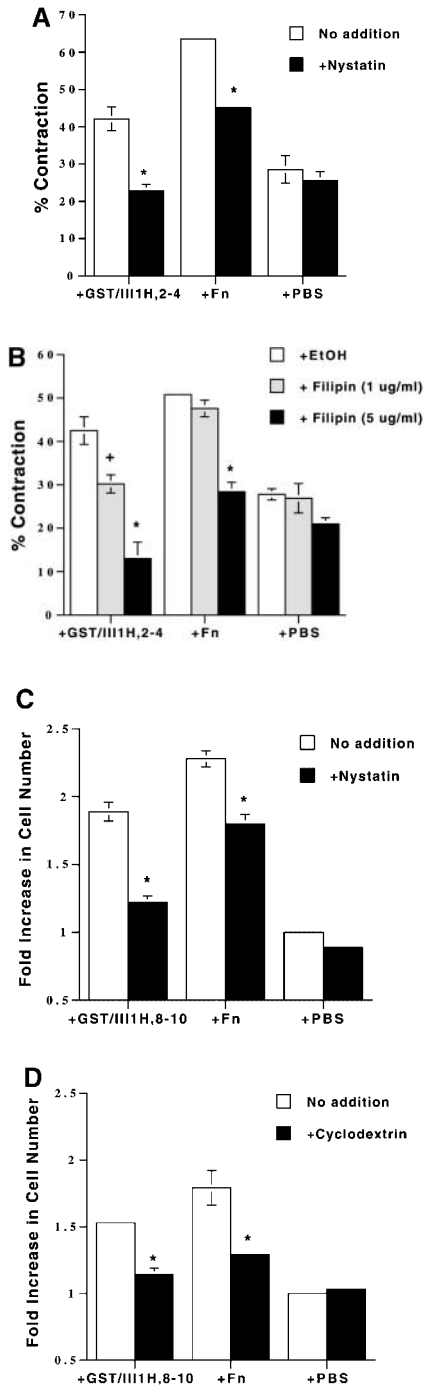 A
% Contraction
70
60
50
40
30
20
10
0
No addition
+Nystatin
*
*
+GST/III1H,2-4 +Fn +PBS
B
% Contraction
60
50
40
30
20
10
0
+EtOH
+ Filipin (1 ug/ml)
+ Filipin (5 ug/ml)
+
*
*
+GST/III1H,2-4 +Fn +PBS
C
Fold Increase in Cell Number
2.5
2
1.5
1
0.5
No addition
+Nystatin
*
*
+GST/III1H,8-10 +Fn +PBS
D
Fold Increase in Cell Number
2.5
2
1.5
1
0.5
No addition
+Cyclodextrin
*
*
+GST/III1H,8-10 +Fn +PBS